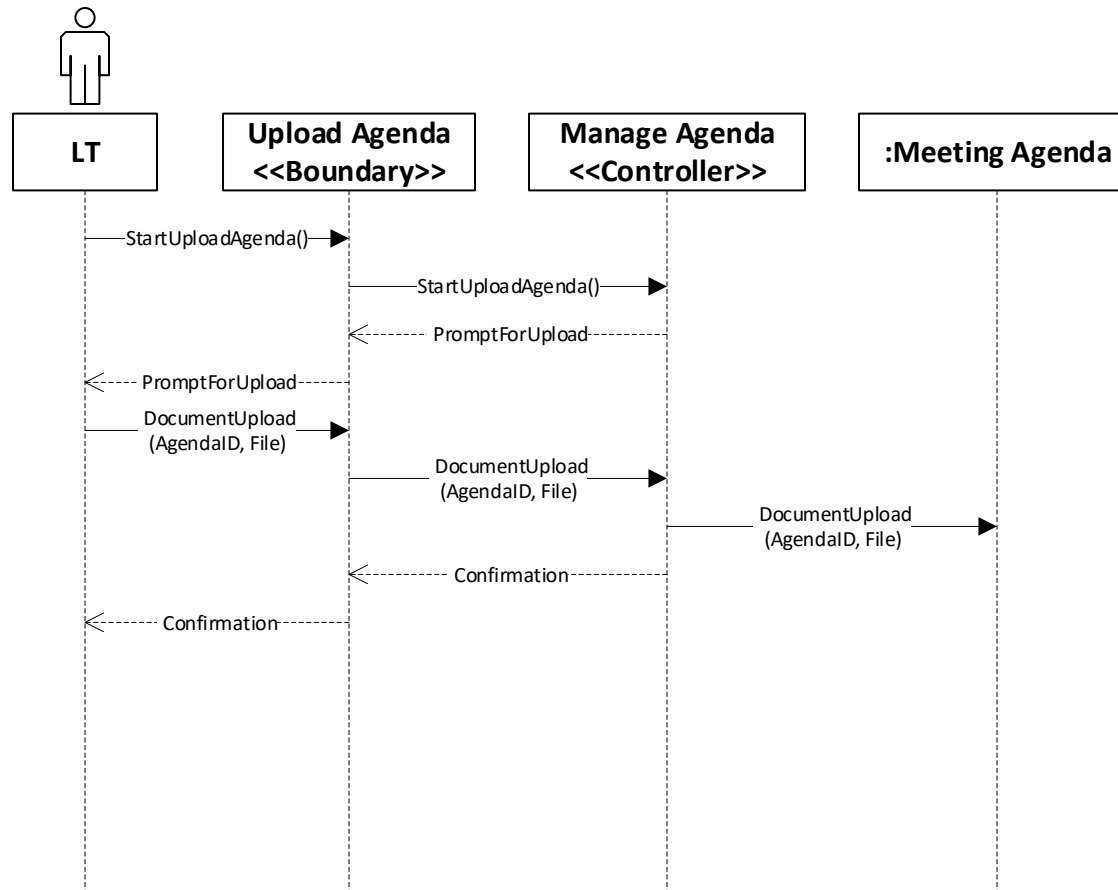 LT
Upload Agenda
<<Boundary>>
Manage Agenda
<<Controller>>
:Meeting Agenda
StartUploadAgenda()
StartUploadAgenda()
PromptForUpload
PromptForUpload
DocumentUpload
(AgendaID, File)
DocumentUpload
(AgendaID, File)
DocumentUpload
(AgendaID, File)
Confirmation
Confirmation